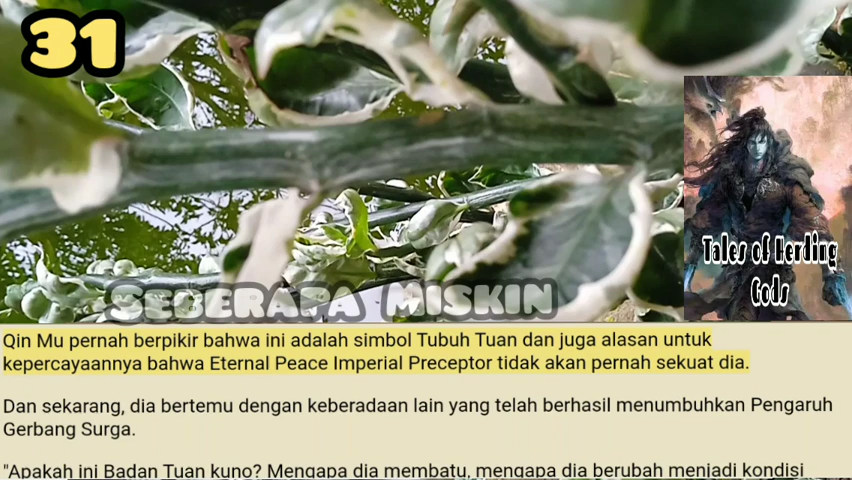 31
Tales of Herding
Gods
SEBERAPA MISKIN
Qin Mu pernah berpikir bahwa ini adalah simbol Tubuh Tuan dan juga alasan untuk
kepercayaannya bahwa Eternal Peace Imperial Preceptor tidak akan pernah sekuat dia.
Dan sekarang, dia bertemu dengan keberadaan lain yang telah berhasil menumbuhkan Pengaruh
Gerbang Surga.
"Apakah ini Badan Tuan kuno? Mengapa dia membatu, mengapa dia berubah menjadi kondisi